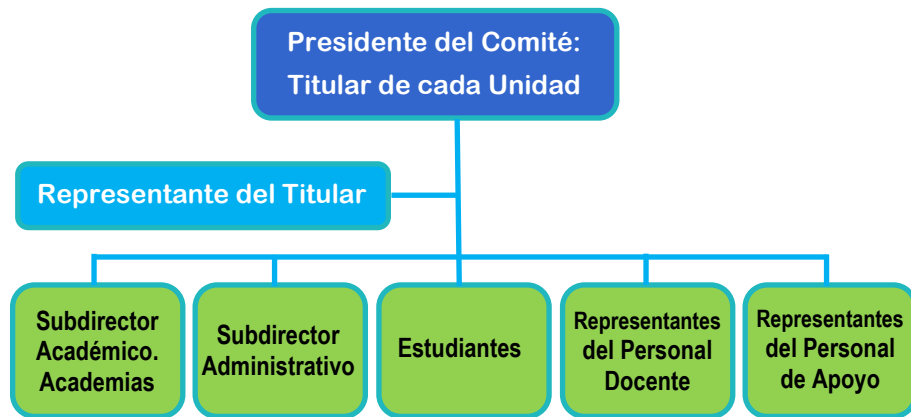 Presidente del Comité:
Titular de cada Unidad
Representante del Titular
Subdirector
Académico.
Academias
Subdirector
Administrativo
Estudiantes
Representantes
del Personal
Docente
Representantes
del Personal
de Apoyo